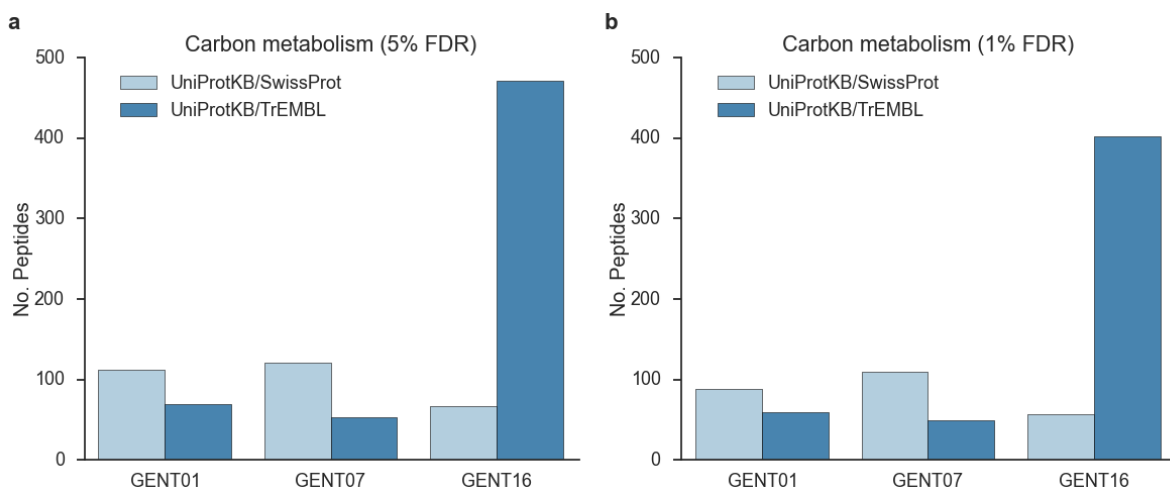 a
Carbon metabolism (5% FDR)
UniProtKB/SwissProt
UniProtKB/TrEMBL
No. Peptides
500
400
300
200
100
0
GENT01 GENT07 GENT16
b
Carbon metabolism (1% FDR)
UniProtKB/SwissProt
UniProtKB/TrEMBL
No. Peptides
500
400
300
200
100
0
GENT01 GENT07 GENT16